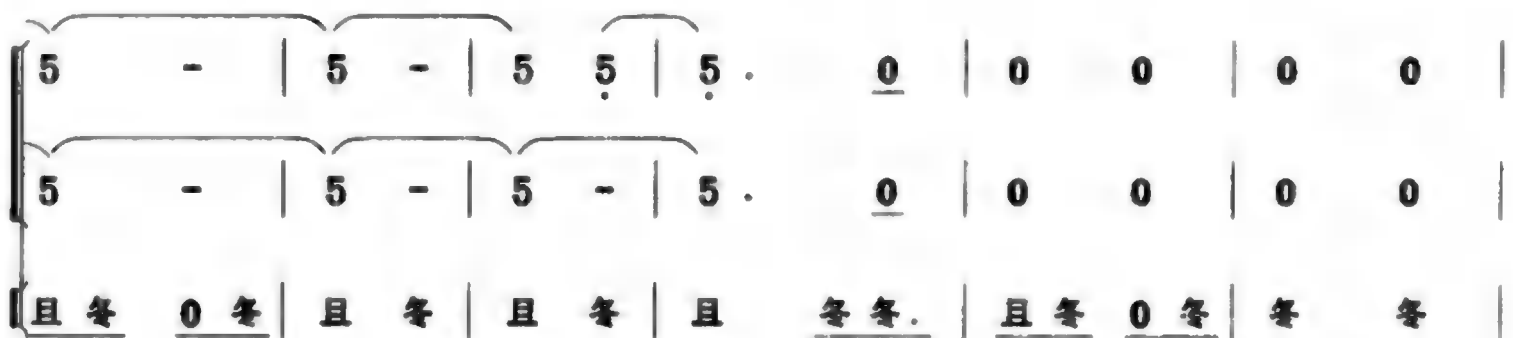 5 - | 5 - | 5 5̣ | 5̣. 0 | 0 0 | 0 0 |
5 - | 5 - | 5 - | 5. 0 | 0 0 | 0 0 |
且冬 0冬 | 且 冬 | 且 冬 | 且 冬冬. | 且冬 0冬 | 冬 冬 |